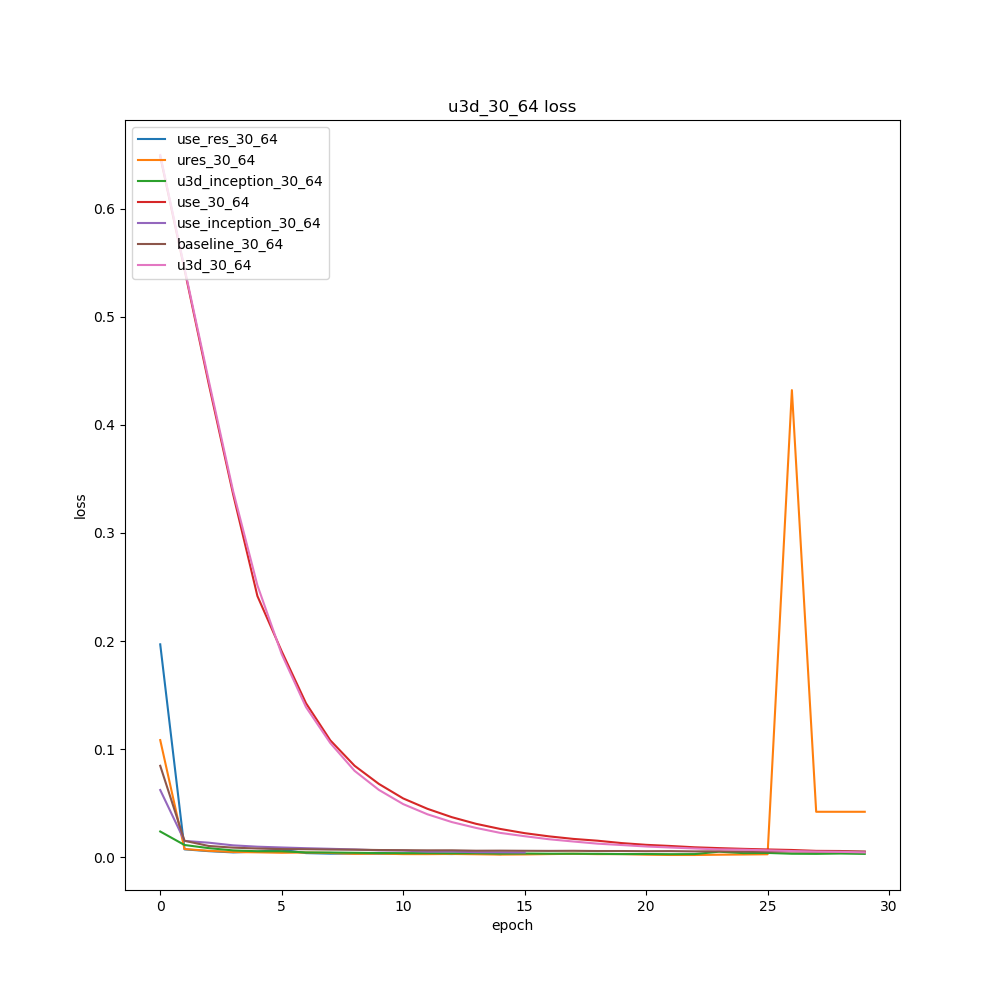 u3d_30_64 loss
use_res_30_64
ures_30_64
u3d_inception_30_64
use_30_64
use_inception_30_64
baseline_30_64
u3d_30_64
0.6
0.5
0.4
0.3
0.2
0.1
0.0
loss
0 5 10 15 20 25 30
epoch